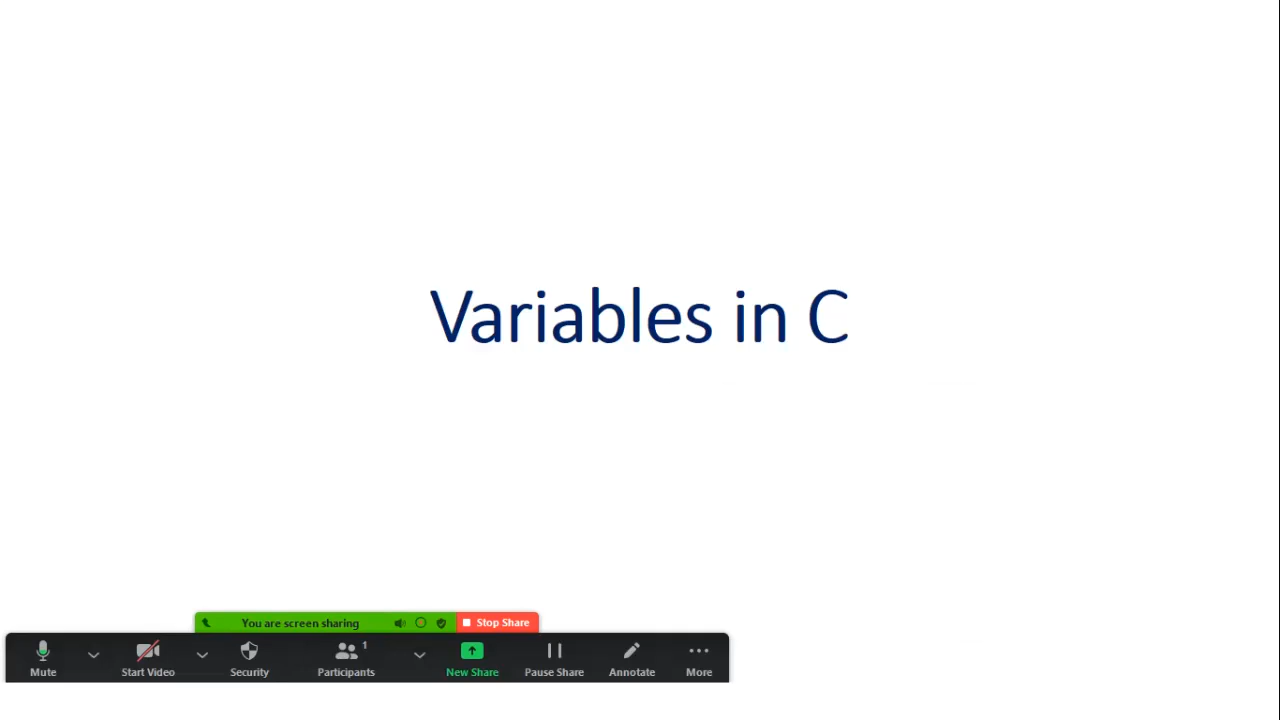 Variables in C
You are screen sharing
Stop Share
1
Mute
Start Video
Security
Participants
New Share
Pause Share
Annotate
More